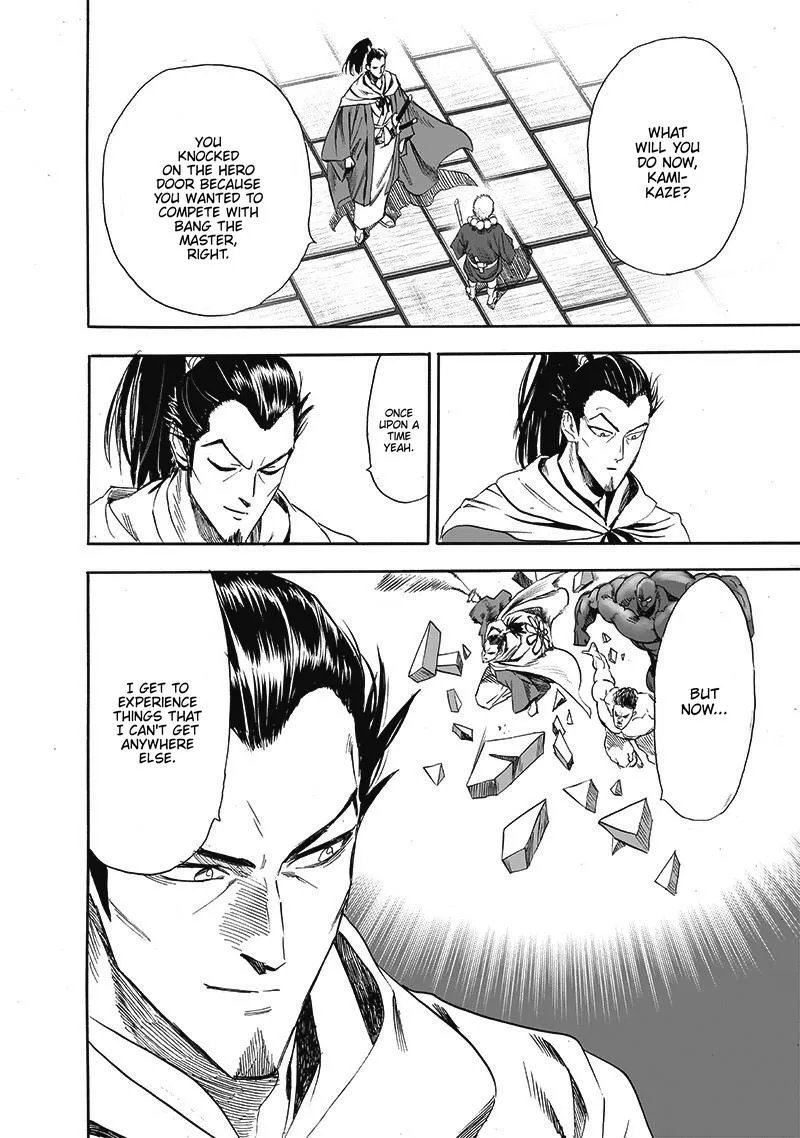 WHAT
WILL YOU
DO NOW,
KAMI-
KAZE?
YOU
KNOCKED
ON THE HERO
DOOR BECAUSE
YOU WANTED TO
COMPETE WITH
BANG THE
MASTER,
RIGHT.
ONCE
UPON A
TIME
YEAH.
BUT
NOW...
I GET TO
EXPERIENCE
THINGS THAT
I CAN'T GET
ANYWHERE
ELSE.